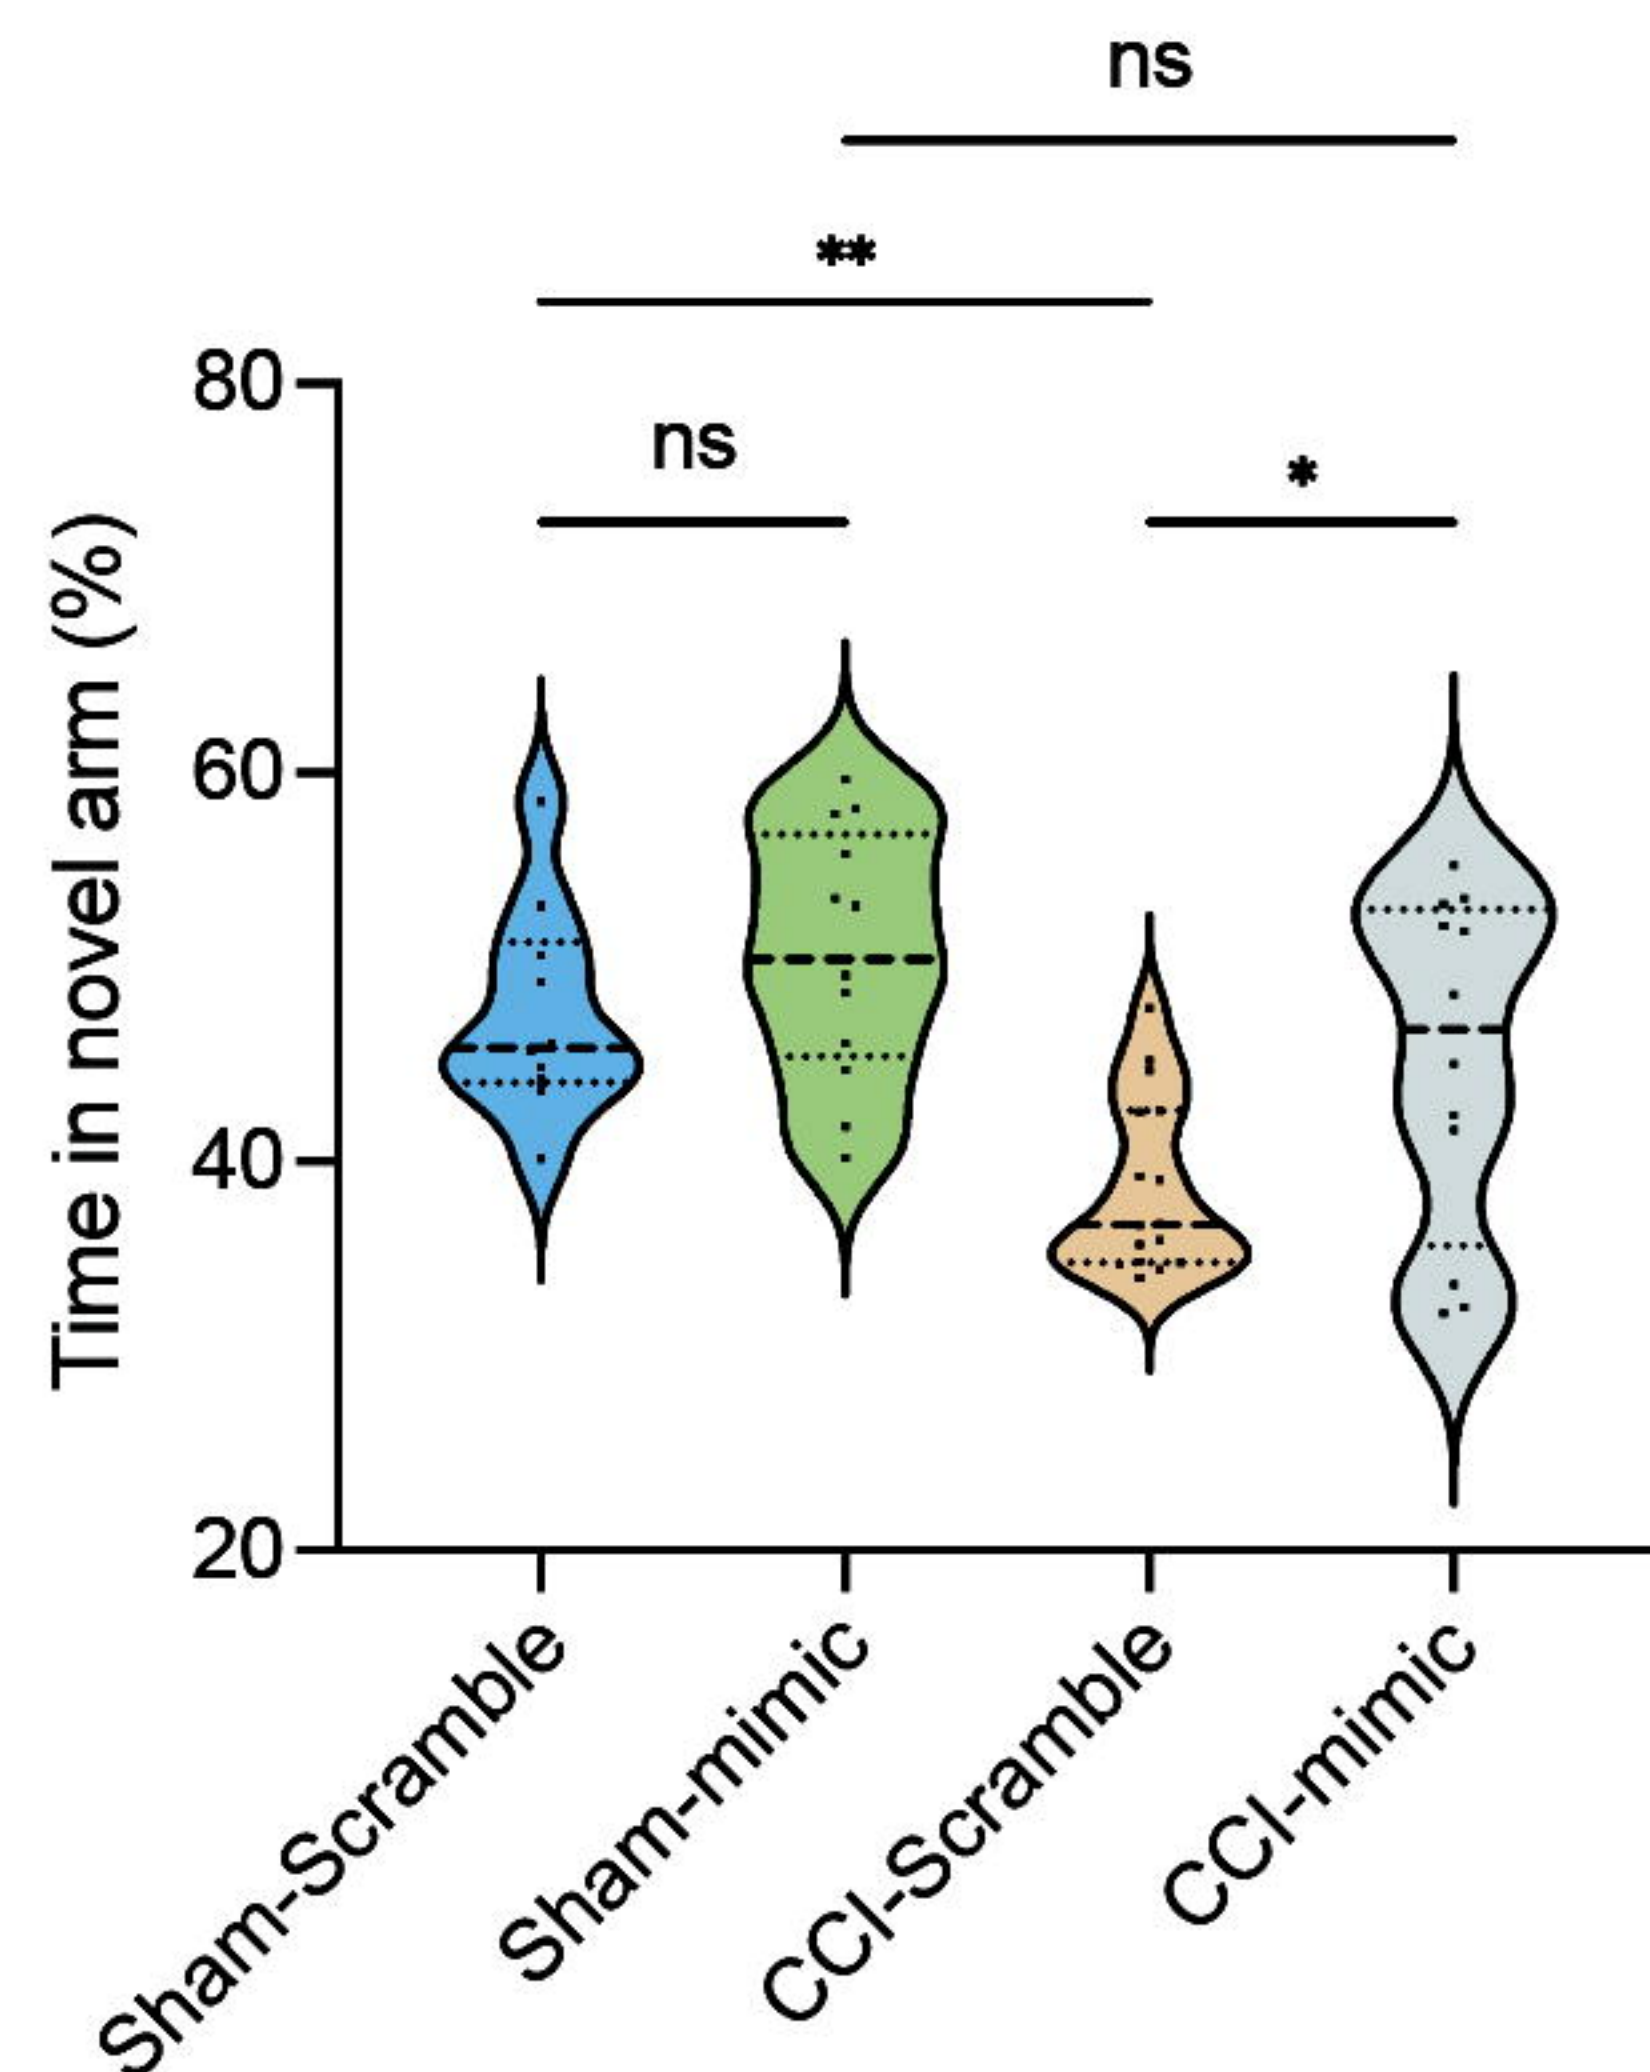 ns
**
80
ns
*
60
40
20
Time in novel arm (%)
Sham-Scramble
Sham-mimic
CCI-Scramble
CCI-mimic